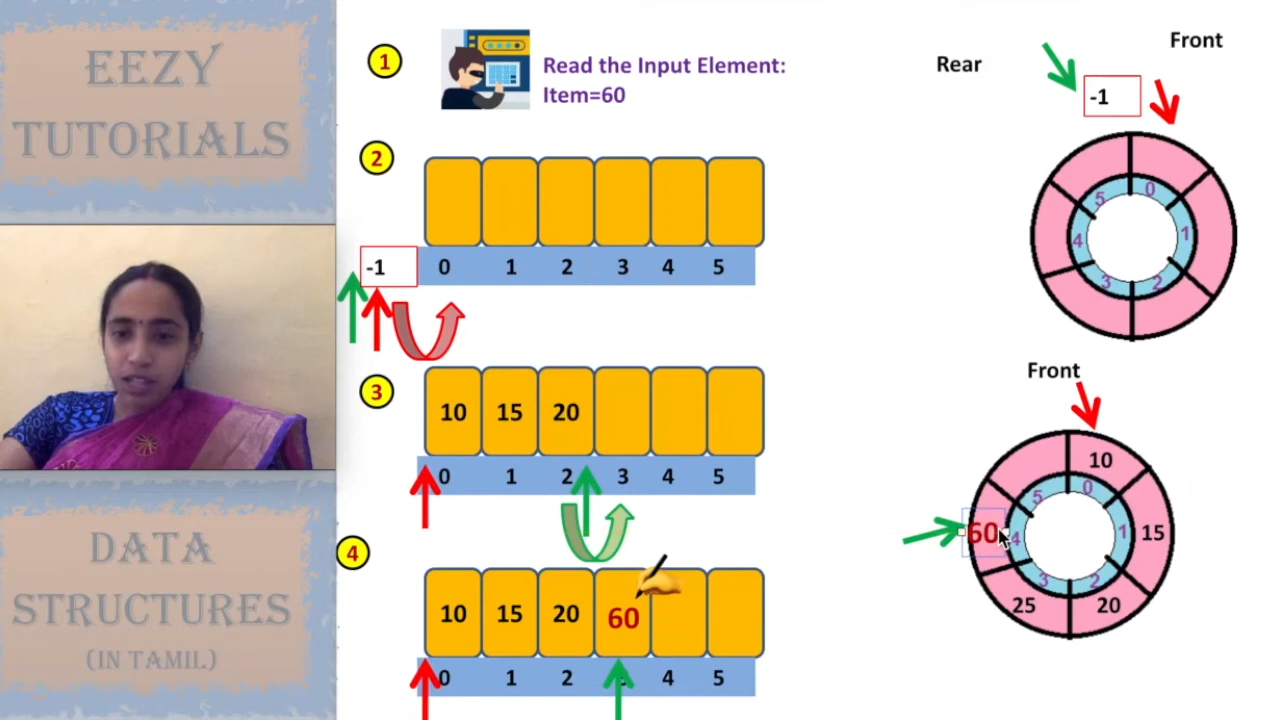 EEZY
TUTORIALS
DATA
STRUCTURES
(IN TAMIL)
1
Read the Input Element:
Item=60
2
-1
0 1 2 3 4 5
3
10 15 20
0 1 2 3 4 5
4
10 15 20 60
0 1 2 4 5
Rear
Front
-1
0
1
2
3
4
5
Front
10
15
20
25
60
0
1
2
3
4
5